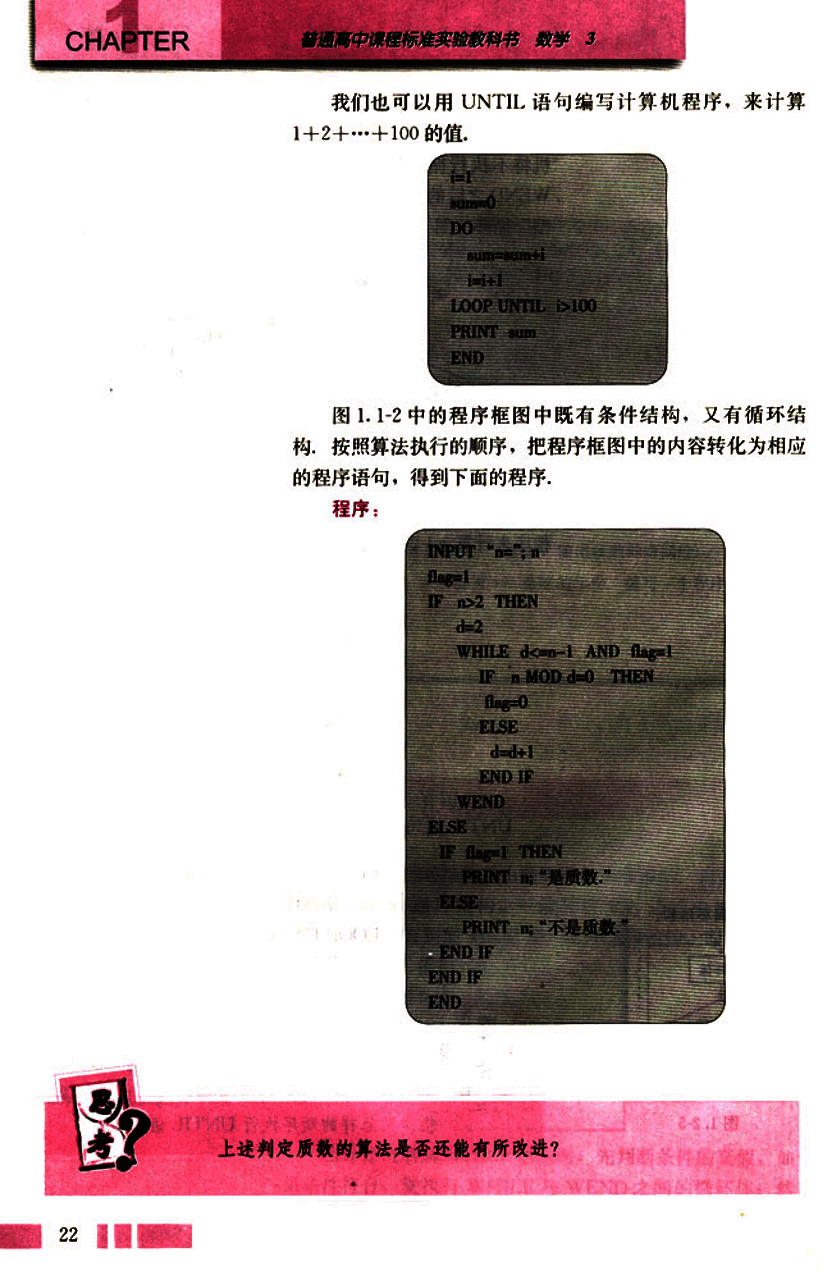 CHAPTER 1
普通高中课程标准实验教科书 数学 3
我们也可以用 UNTIL 语句编写计算机程序,来计算
1+2+…+100 的值.
i=1
sum=0
DO
sum=sum+i
i=i+1
LOOP UNTIL i>100
PRINT sum
END
图 1.1-2 中的程序框图中既有条件结构,又有循环结
构. 按照算法执行的顺序,把程序框图中的内容转化为相应
的程序语句,得到下面的程序.
程序:
INPUT “n=”; n
flag=1
IF n>2 THEN
d=2
WHILE d<=n-1 AND flag=1
IF n MOD d=0 THEN
flag=0
ELSE
d=d+1
END IF
WEND
ELSE
IF flag=1 THEN
PRINT n; “是质数.”
ELSE
PRINT n; “不是质数.”
END IF
END IF
END
思考?
上述判定质数的算法是否还能有所改进?
22